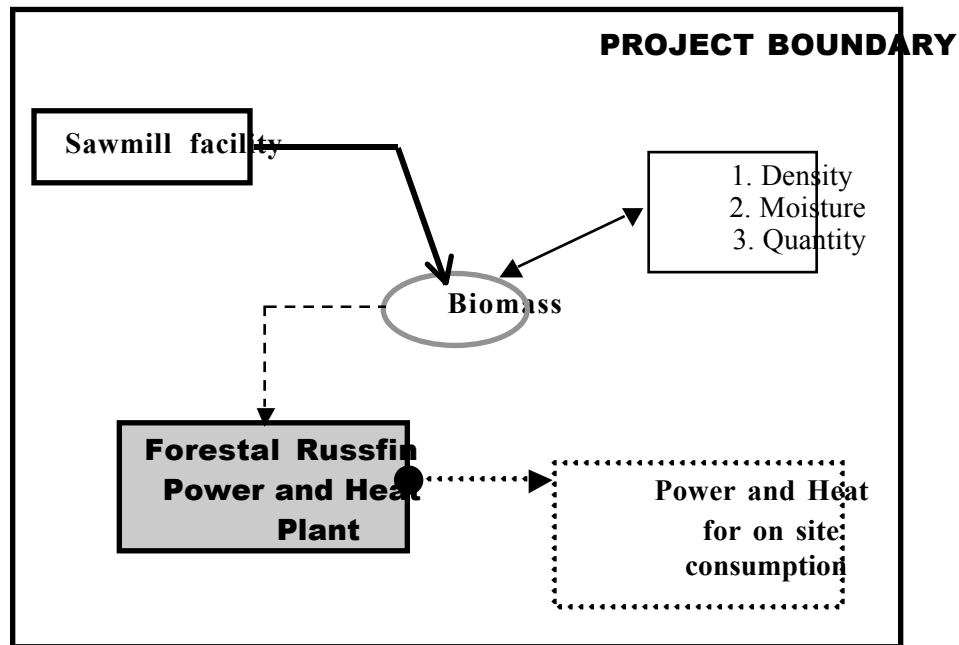 PROJECT BOUNDARY
Sawmill facility
1. Density
2. Moisture
3. Quantity
Biomass
Forestal Russfin
Power and Heat
Plant
Power and Heat
for on site
consumption